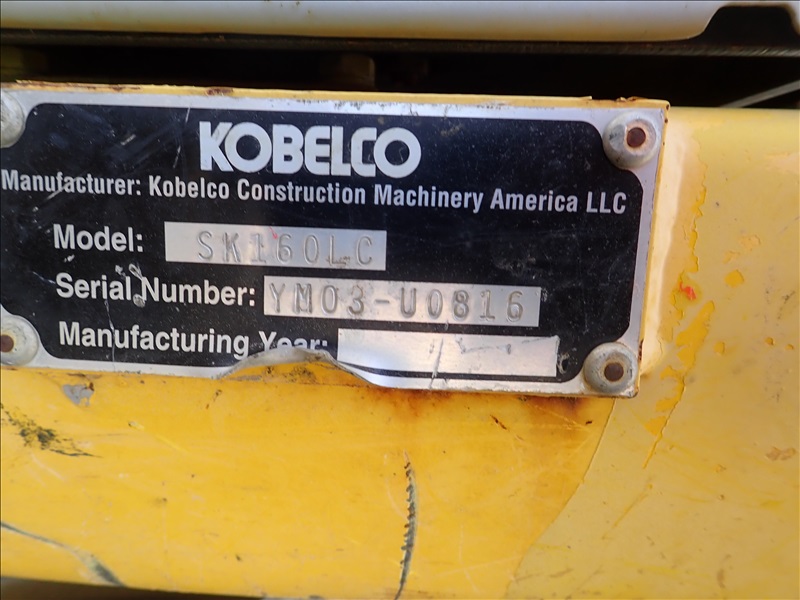 KOBELCO
Manufacturer: Kobelco Construction Machinery America LLC
Model: SK160LC
Serial Number: YM03-U0816
Manufacturing Year: